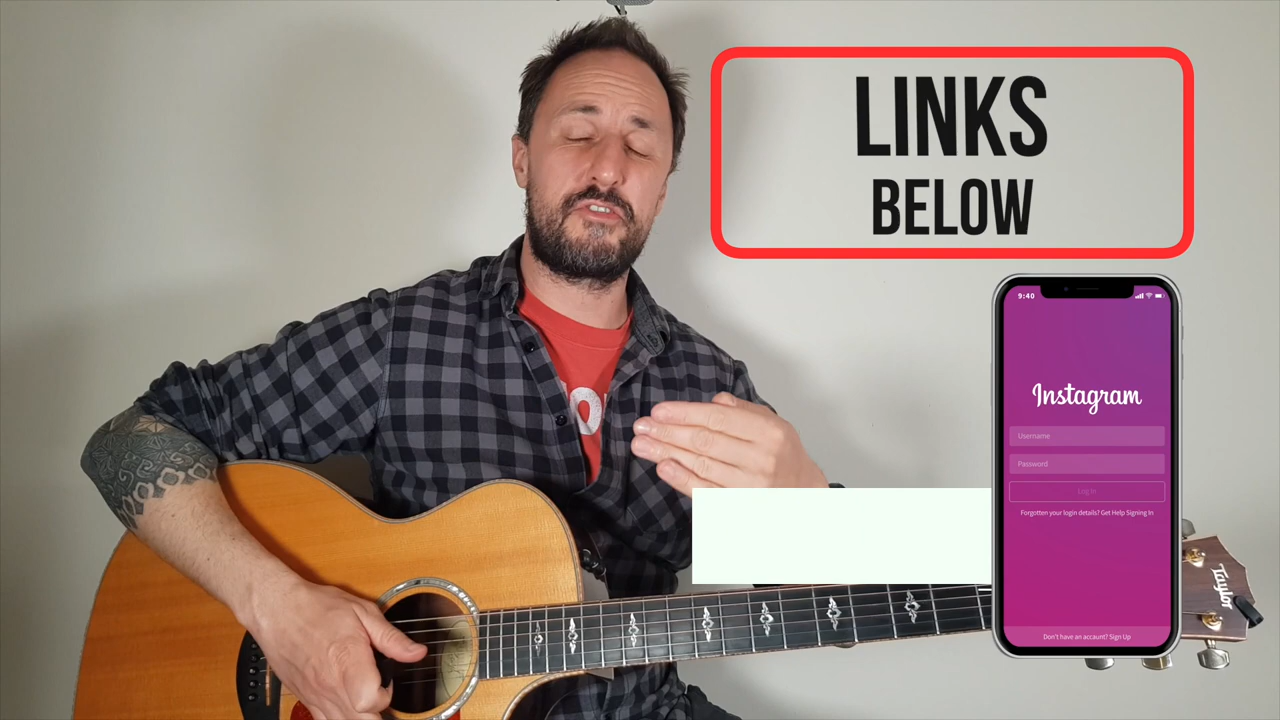 LINKS
BELOW
9:40
Instagram
Username
Password
Log In
Forgotten your login details? Get Help Signing In
Don't have an accaunt? Sign Up
Taylor